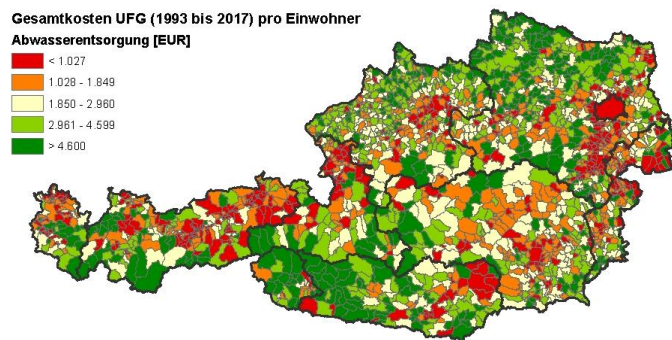 Gesamtkosten UFG (1993 bis 2017) pro Einwohner
Abwasserentsorgung [EUR]
< 1.027
1.028 - 1.849
1.850 - 2.960
2.961 - 4.599
> 4.600